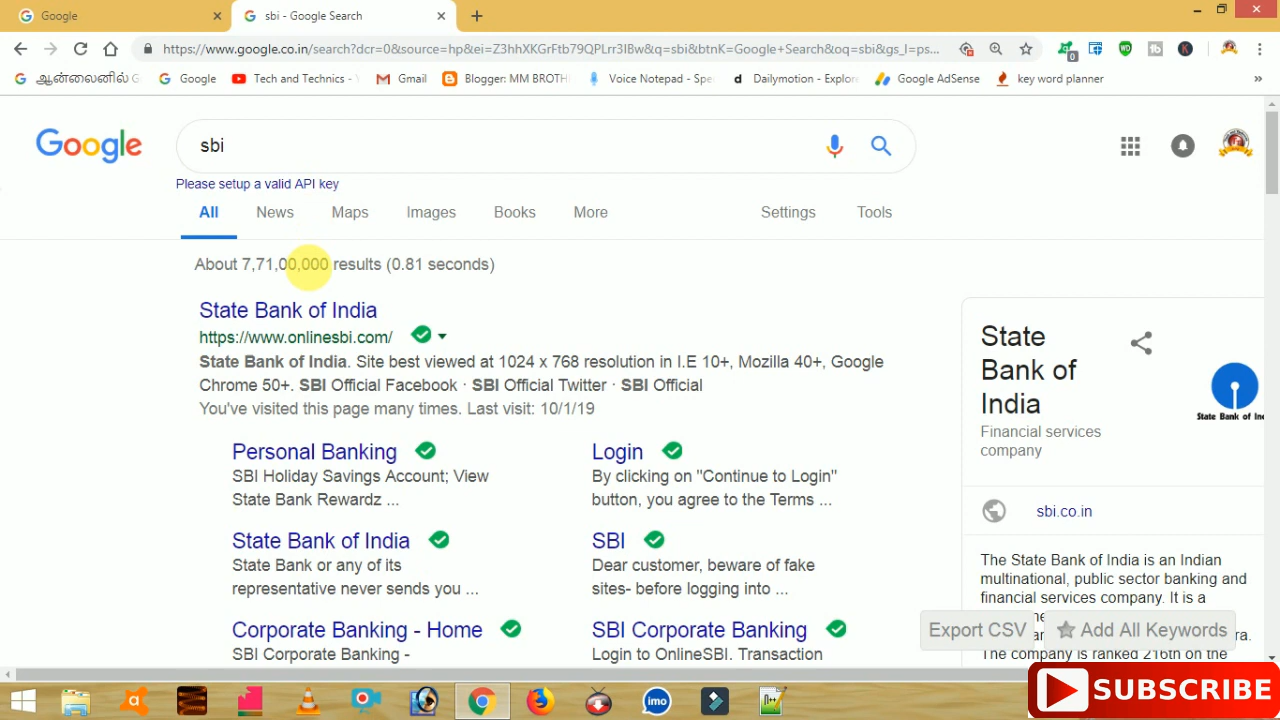 Google
sbi - Google Search
https://www.google.co.in/search?dcr=0&source=hp&ei=Z3hhXKGrFtb79QPLrr3IBw&q=sbi&btnK=Google+Search&oq=sbi&gs_l=ps...
ஆன்லைனில் G
Google
Tech and Technics - Y
Gmail
Blogger: MM BROTH
Voice Notepad - Spe
Dailymotion - Explor
Google AdSense
key word planner
Google
sbi
Please setup a valid API key
All News Maps Images Books More Settings Tools
About 7,71,00,000 results (0.81 seconds)
State Bank of India
https://www.onlinesbi.com/
State Bank of India. Site best viewed at 1024 x 768 resolution in I.E 10+, Mozilla 40+, Google
Chrome 50+. SBI Official Facebook · SBI Official Twitter · SBI Official
You've visited this page many times. Last visit: 10/1/19
Personal Banking
SBI Holiday Savings Account; View
State Bank Rewardz ...
Login
By clicking on "Continue to Login"
button, you agree to the Terms ...
State Bank of India
State Bank or any of its
representative never sends you ...
SBI
Dear customer, beware of fake
sites- before logging into ...
Corporate Banking - Home
SBI Corporate Banking -
SBI Corporate Banking
Login to OnlineSBI. Transaction
State
Bank of
India
Financial services
company
State Bank of In
sbi.co.in
The State Bank of India is an Indian
multinational, public sector banking and
financial services company. It is a
The company is ranked 216th on the
Export CSV
Add All Keywords
0
WD
K
imo
SUBSCRIBE